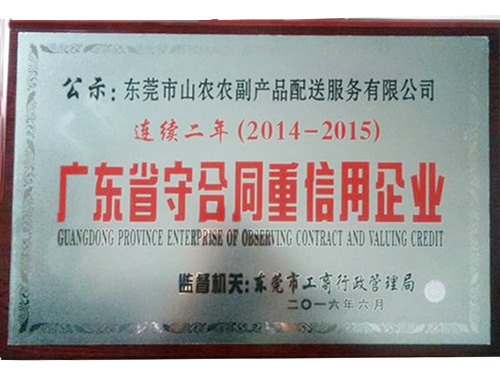 公示：东莞市山农农副产品配送服务有限公司
连续二年(2014-2015)
广东省守合同重信用企业
GUANGDONG PROVINCE ENTERPRISE OF OBSERVING CONTRACT AND VALUING CREDIT
监督机关:东莞市工商行政管理局
二〇一六年六月